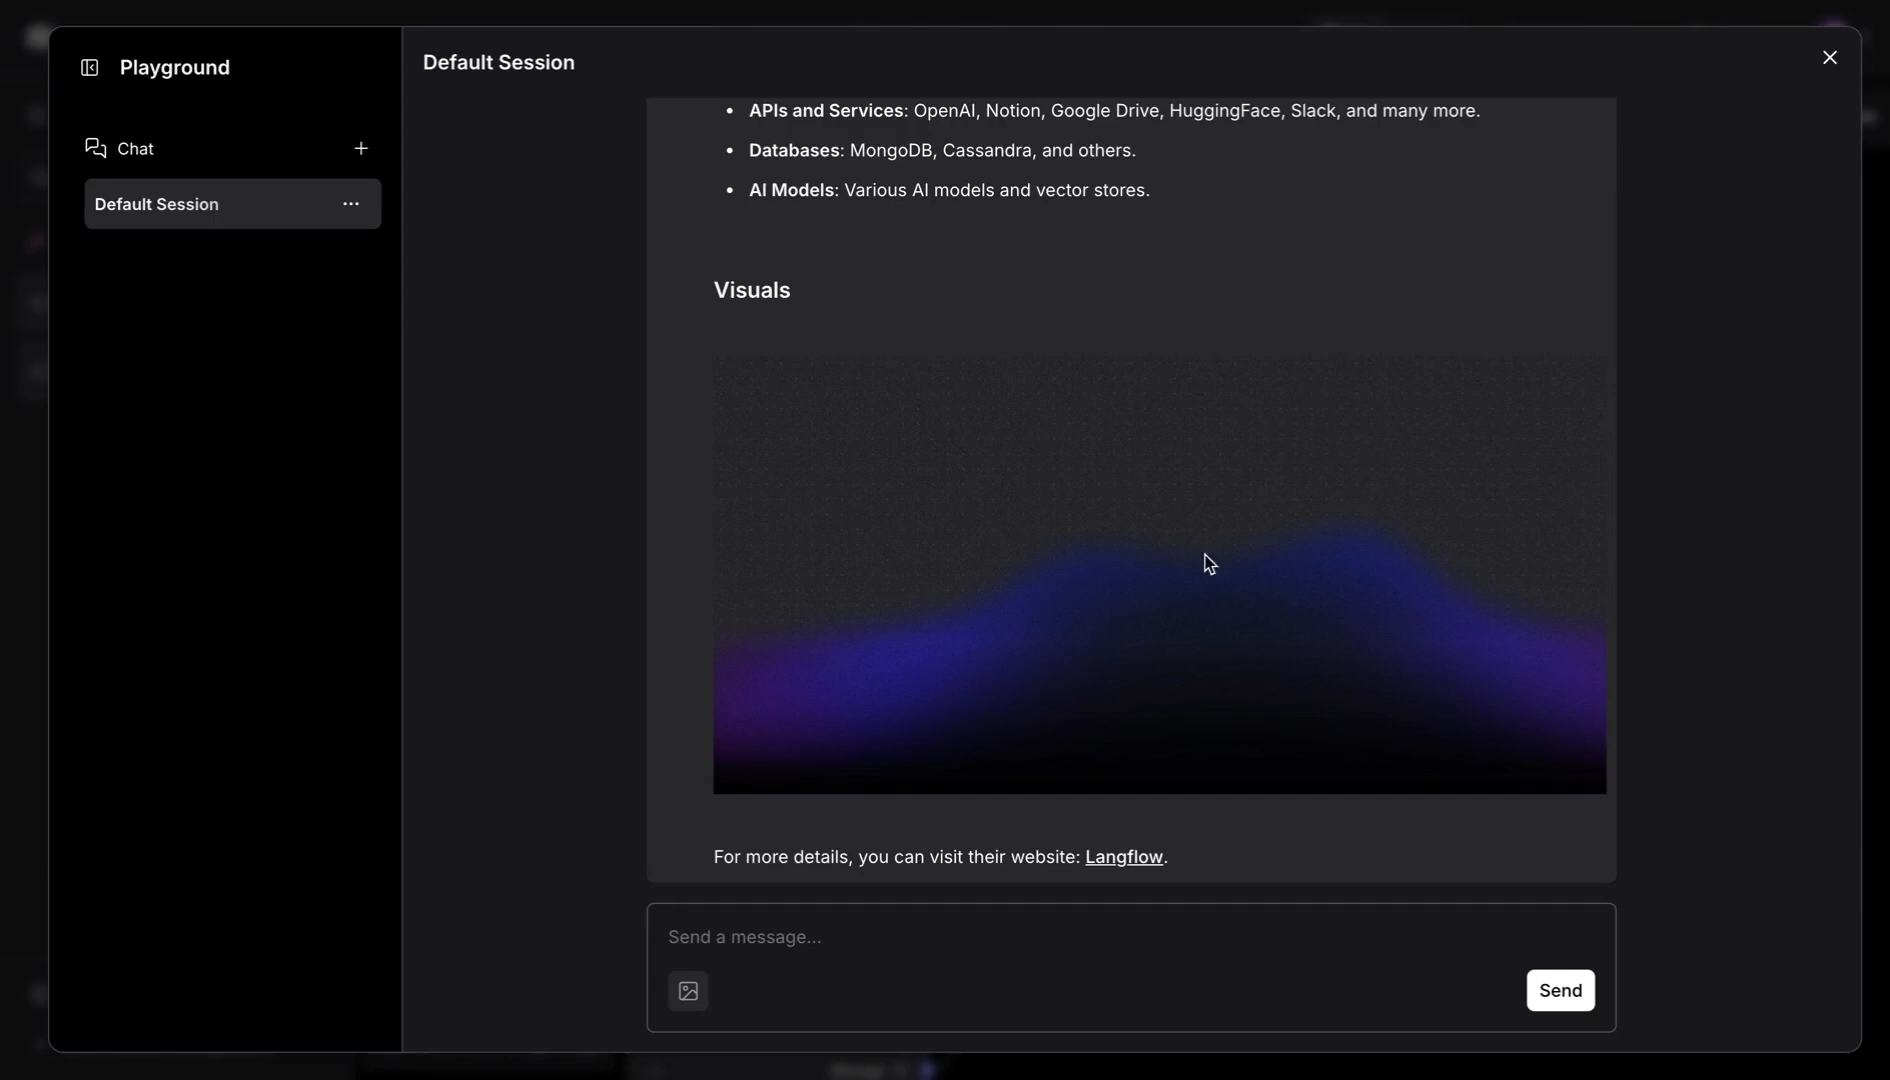 Playground
Chat
Default Session
Default Session
• APIs and Services: OpenAI, Notion, Google Drive, HuggingFace, Slack, and many more.
• Databases: MongoDB, Cassandra, and others.
• AI Models: Various AI models and vector stores.
Visuals
For more details, you can visit their website: Langflow.
Send a message...
Send